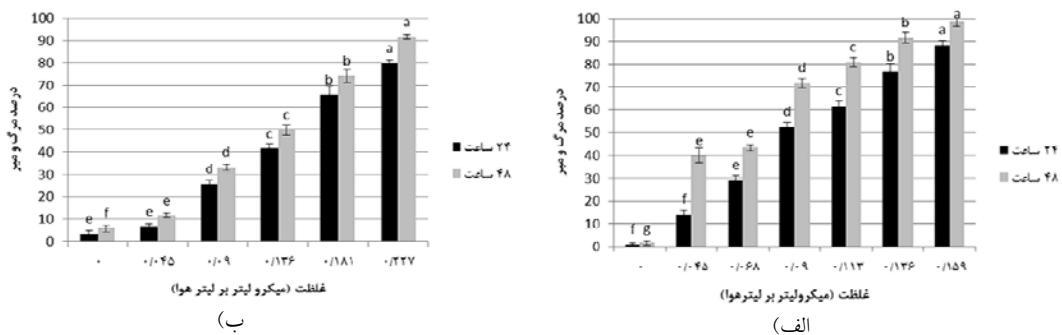 درصد مرگ و میر
100
90
80
70
60
50
40
30
20
10
0
f g
f e
e e
d d
c c
b b
a a
۰ ۰/۰۴۵ ۰/۰۶۸ ۰/۰۹ ۰/۱۱۳ ۰/۱۳۶ ۰/۱۵۹
غلظت (میکرولیتر بر لیترهوا)
۲۴ ساعت
۴۸ ساعت
الف)
درصد مرگ و میر
100
90
80
70
60
50
40
30
20
10
0
e f
e e
d d
c c
b b
a a
۰ ۰/۰۴۵ ۰/۰۹ ۰/۱۳۶ ۰/۱۸۱ ۰/۲۲۷
غلظت (میکرو لیتر بر لیتر هوا)
۲۴ ساعت
۴۸ ساعت
ب)